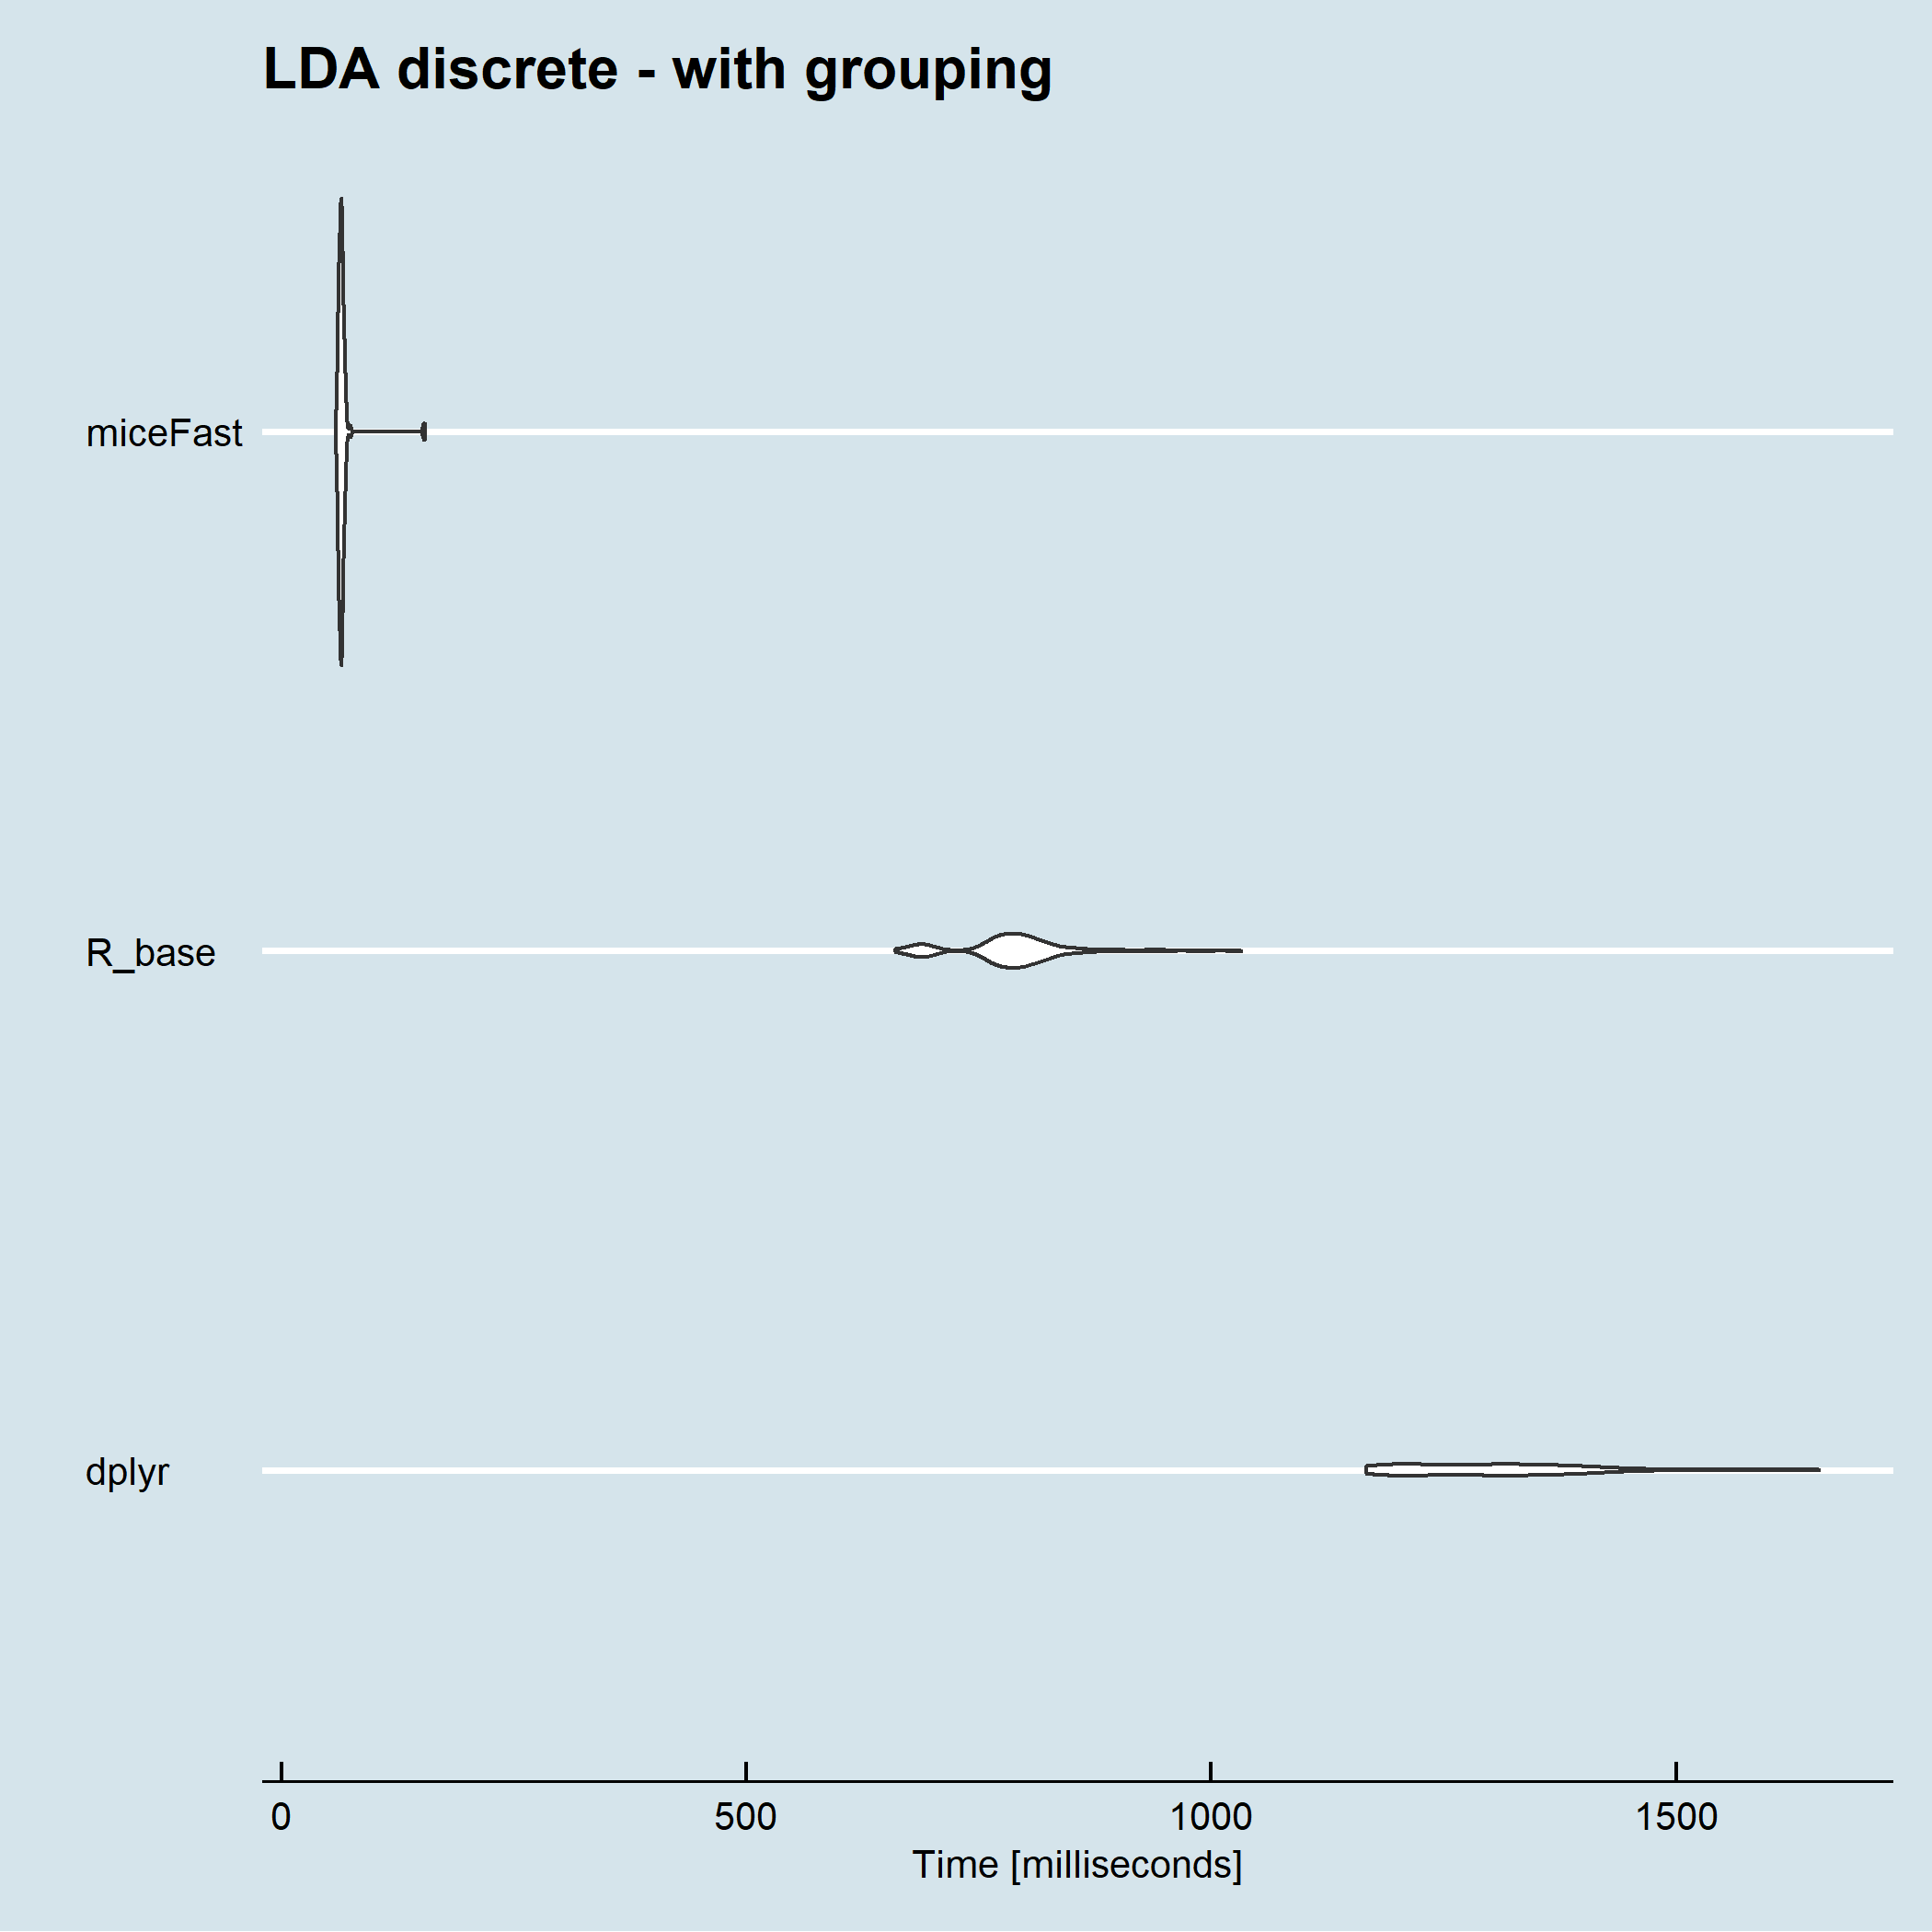 LDA discrete - with grouping
miceFast
R_base
dplyr
0 500 1000 1500
Time [milliseconds]